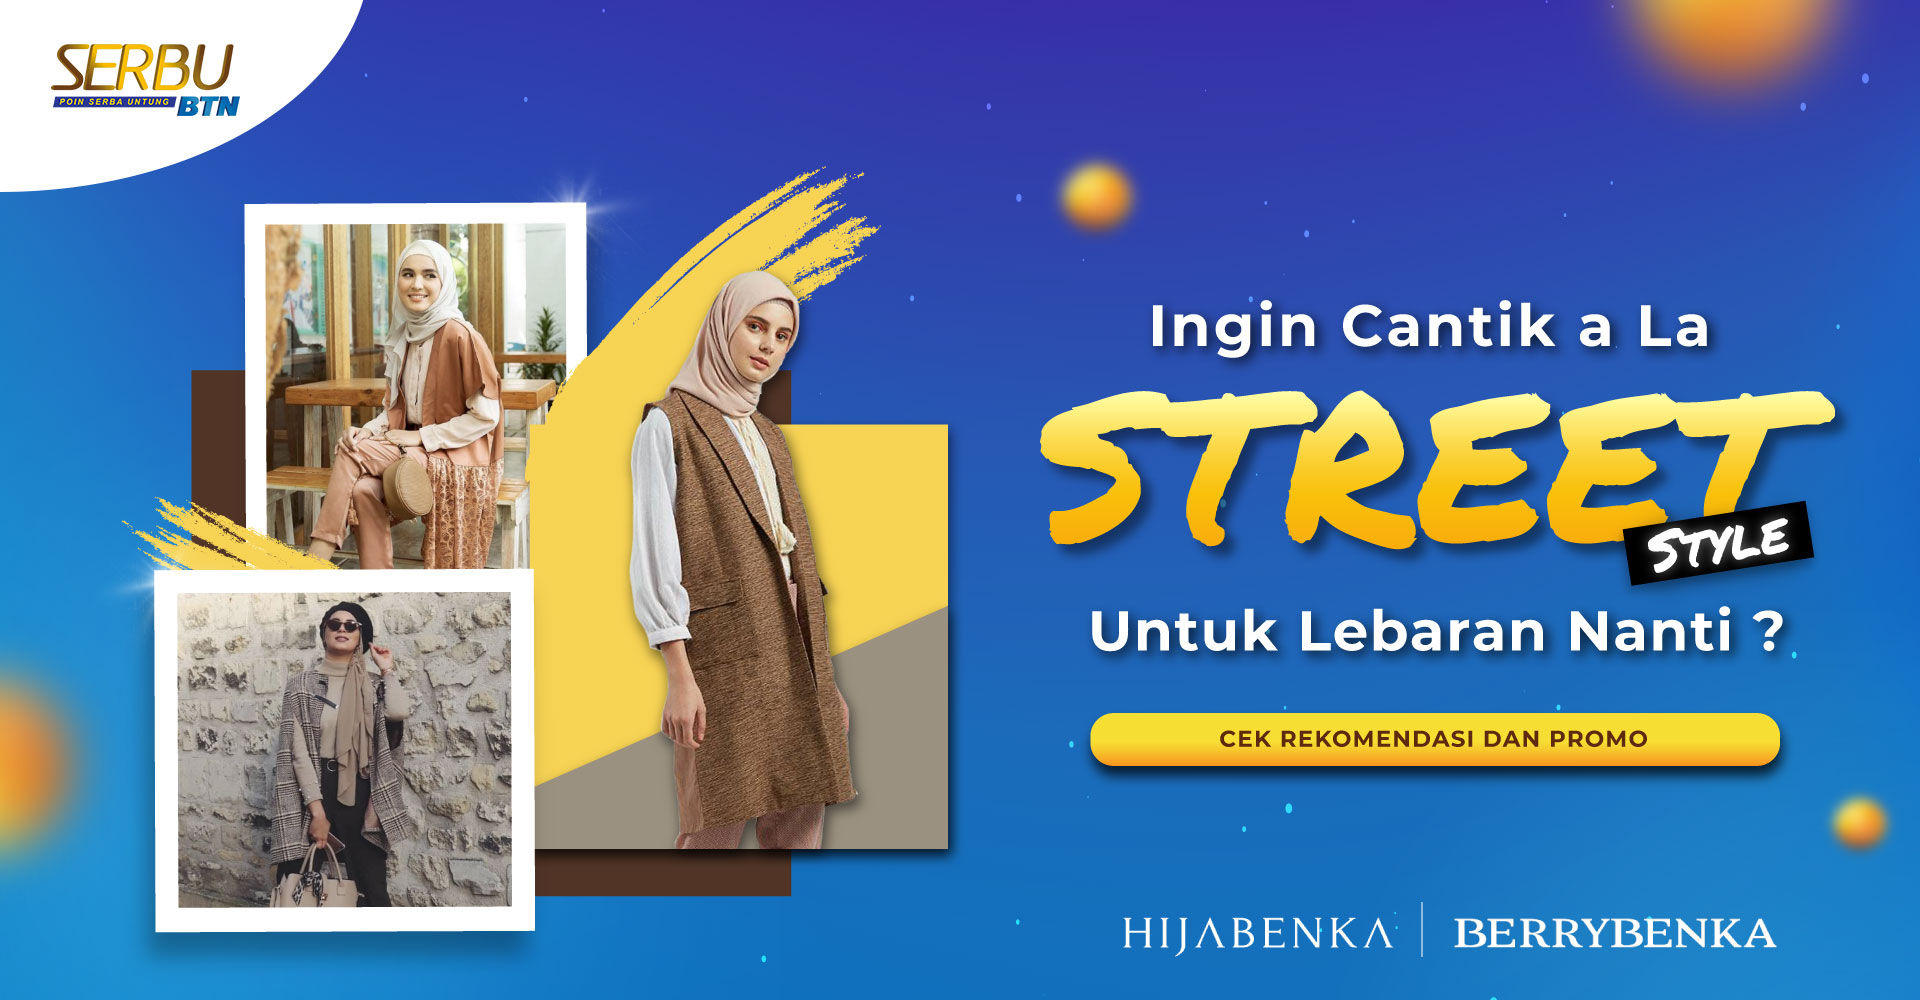 SERBU
POIN SERBA UNTUNG BTN
Ingin Cantik a La
STREET
STYLE
Untuk Lebaran Nanti ?
CEK REKOMENDASI DAN PROMO
HIJABENKA | BERRYBENKA